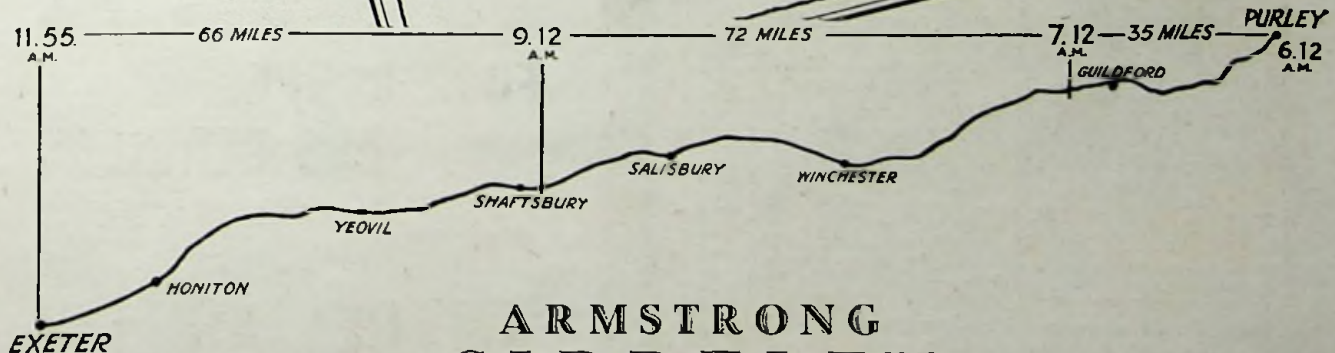 11.55. A.M. 66 MILES 9.12 A.M. 72 MILES 7.12 A.M. 35 MILES PURLEY 6.12 A.M.
GUILDFORD
SALISBURY
WINCHESTER
SHAFTSBURY
YEOVIL
HONITON
EXETER
ARMSTRONG